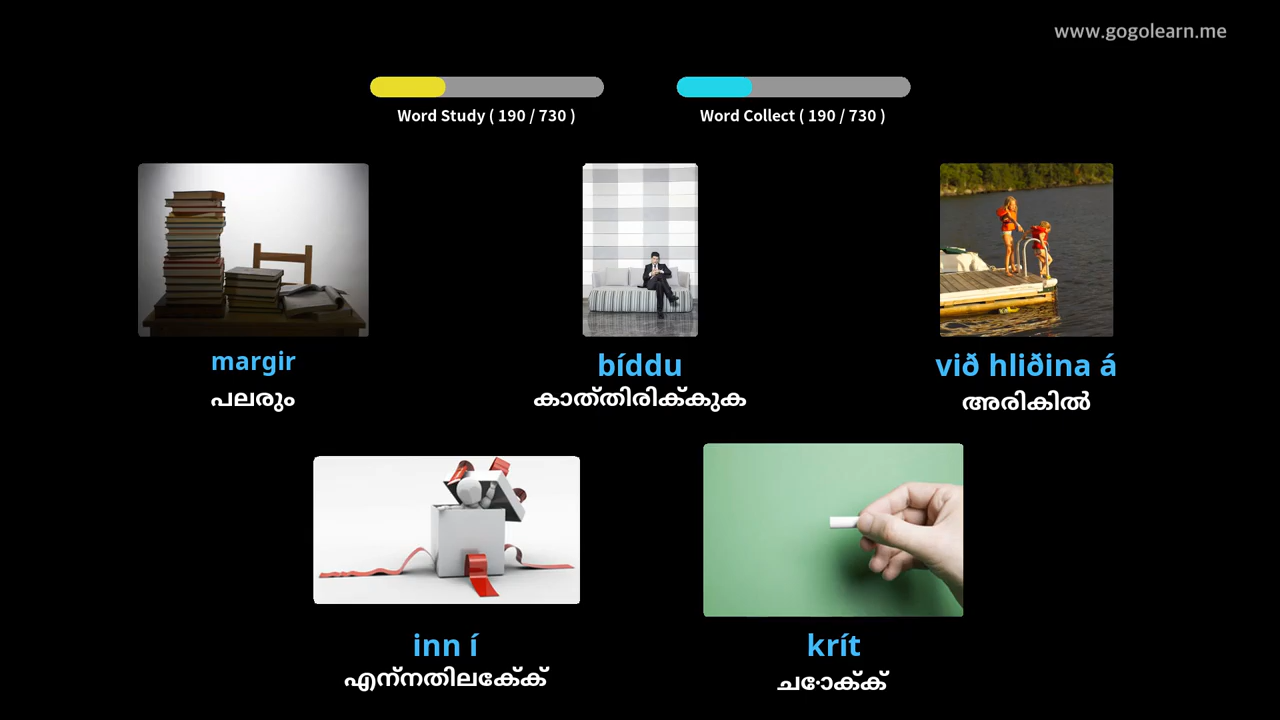 www.gogolearn.me
Word Study ( 190 / 730 )
Word Collect ( 190 / 730 )
margir
പലരും
bíddu
കാത്തിരിക്കുക
við hliðina á
അരികിൽ
inn í
എന്നതിലക്ക്േ
krít
ചോക്ക്